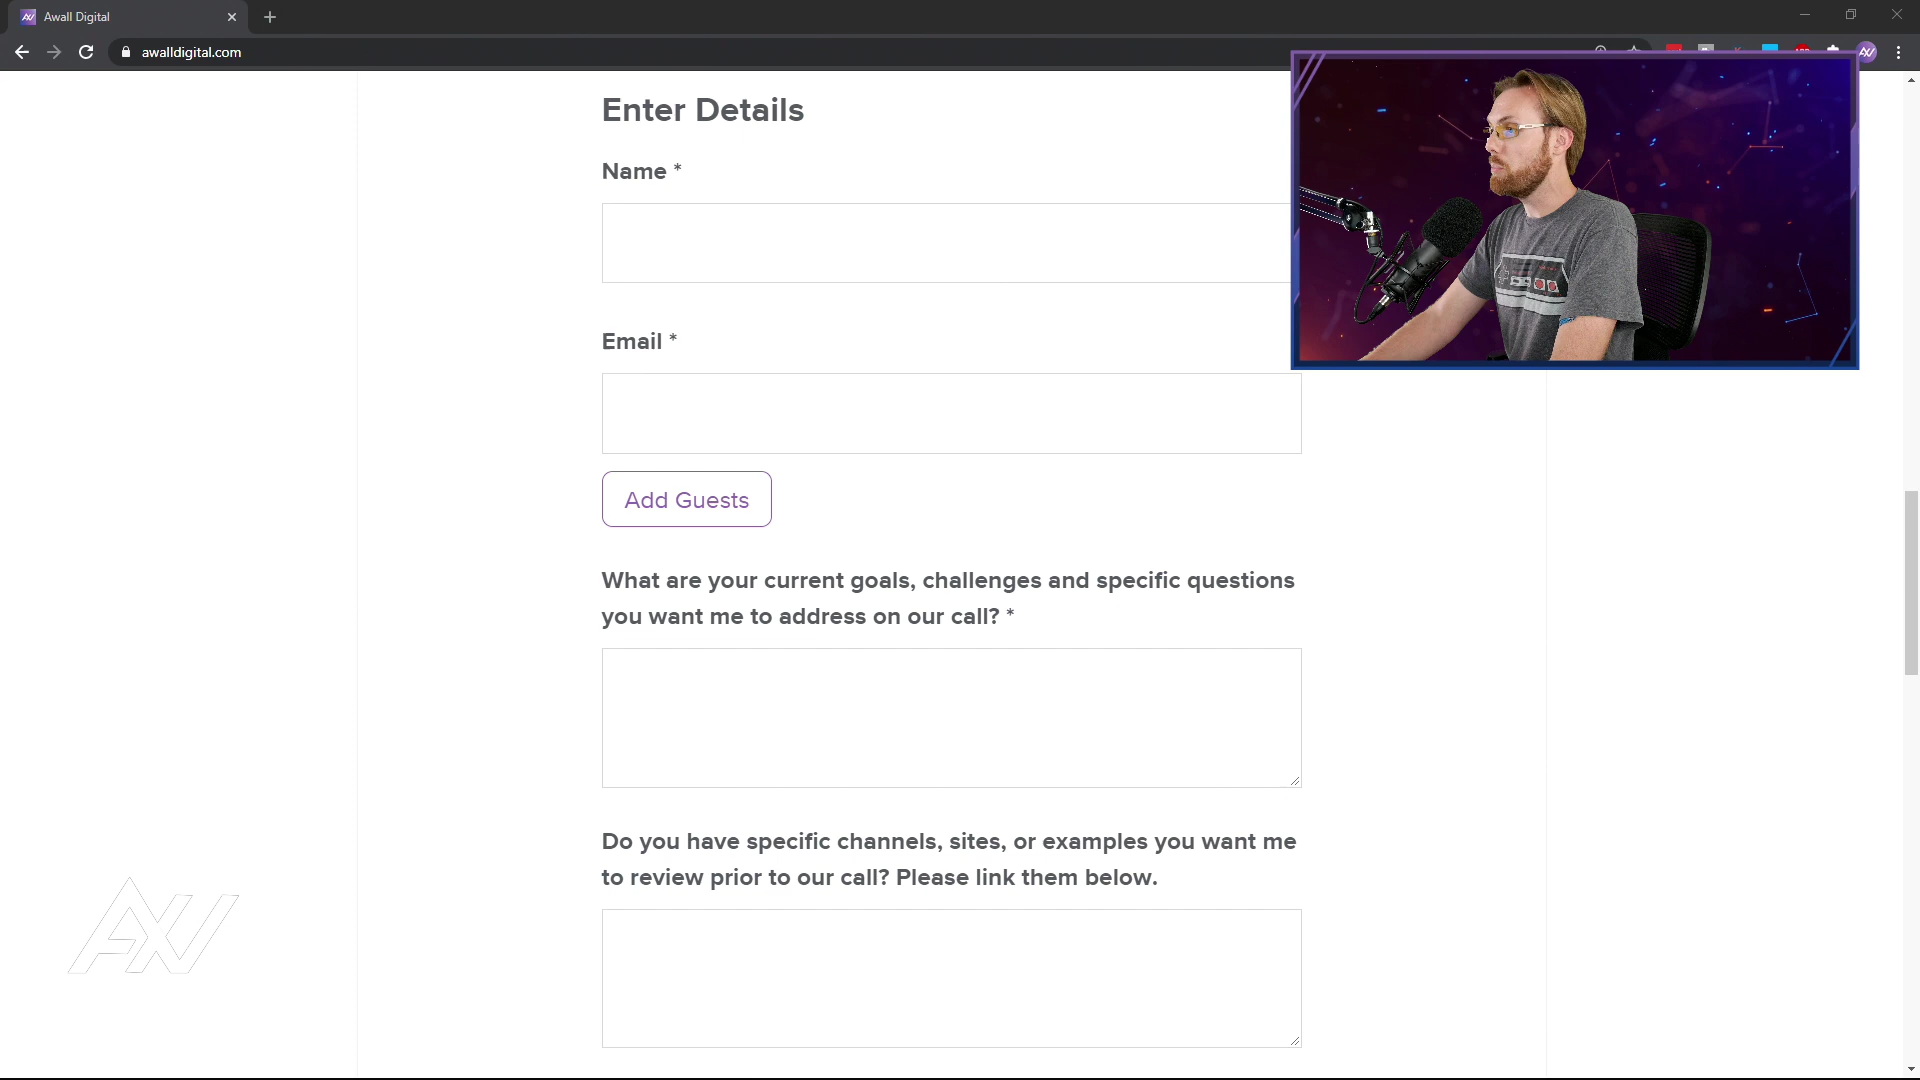 Awall Digital
awalldigital.com
Enter Details
Name *
Email *
Add Guests
What are your current goals, challenges and specific questions
you want me to address on our call? *
Do you have specific channels, sites, or examples you want me
to review prior to our call? Please link them below.